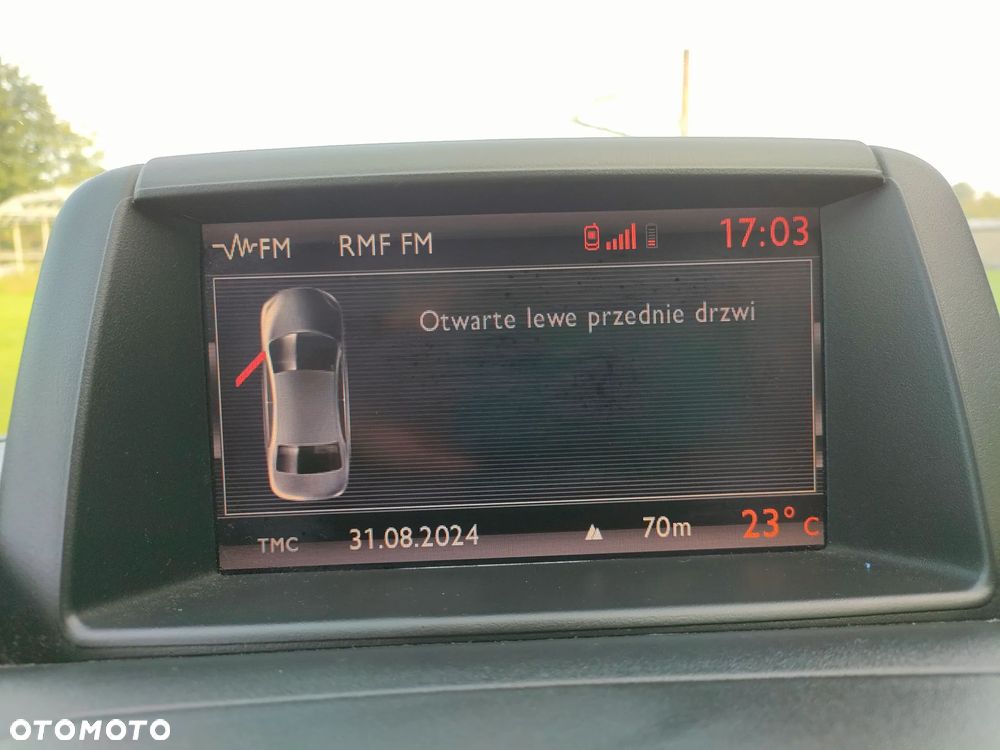 FM RMF FM 17:03
Otwarte lewe przednie drzwi
TMC 31.08.2024 70m 23°C
OTOMOTO